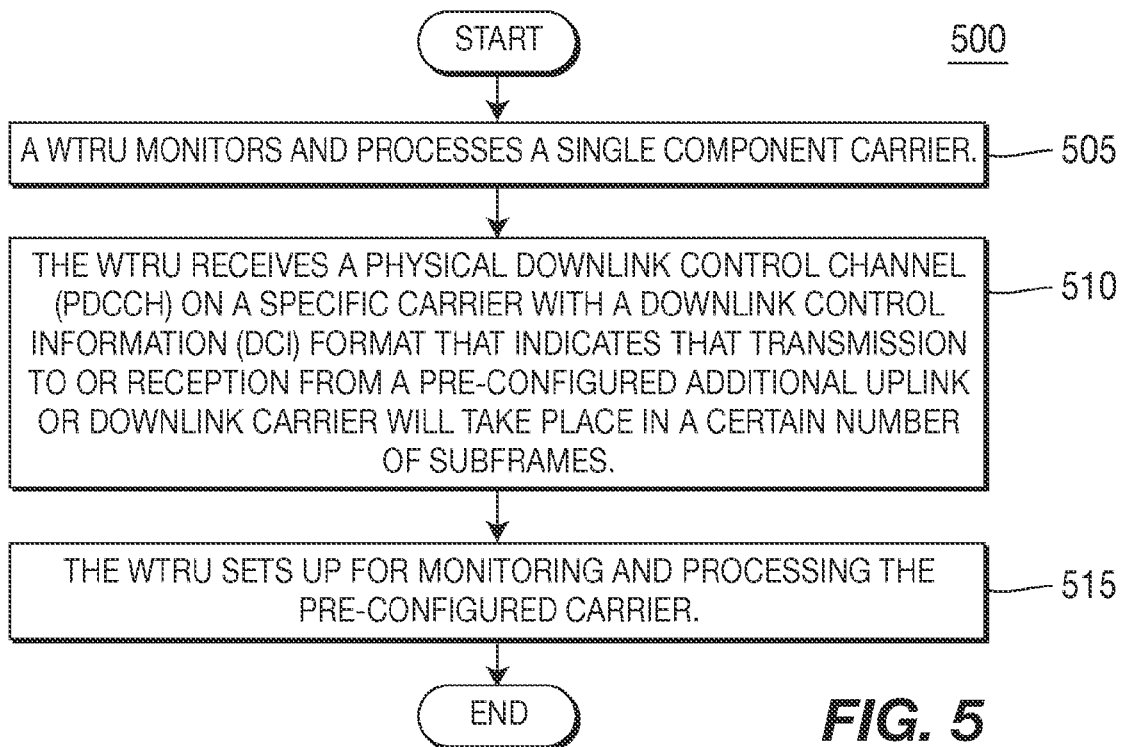 START
500
A WTRU MONITORS AND PROCESSES A SINGLE COMPONENT CARRIER.
505
THE WTRU RECEIVES A PHYSICAL DOWNLINK CONTROL CHANNEL
(PDCCH) ON A SPECIFIC CARRIER WITH A DOWNLINK CONTROL
INFORMATION (DCI) FORMAT THAT INDICATES THAT TRANSMISSION
TO OR RECEPTION FROM A PRE-CONFIGURED ADDITIONAL UPLINK
OR DOWNLINK CARRIER WILL TAKE PLACE IN A CERTAIN NUMBER
OF SUBFRAMES.
510
THE WTRU SETS UP FOR MONITORING AND PROCESSING THE
PRE-CONFIGURED CARRIER.
515
END
FIG. 5